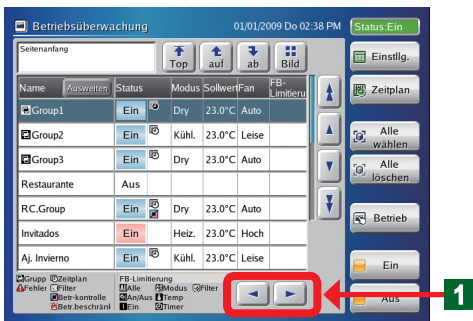 Betriebsüberwachung 01/01/2009 Do 02:38 PM Status:Ein
Seitenanfang
Top auf ab Bild
Einstllg.
Name Ausweiten Status Modus Sollwert Fan FB-Limitieru
Zeitplan
Group1 Ein Dry 23.0°C Auto
Group2 Ein Kühl. 23.0°C Leise
Alle wählen
Group3 Ein Dry 23.0°C Auto
Alle löschen
Restaurante Aus
RC.Group Ein Dry 23.0°C Auto
Betrieb
Invitados Ein Heiz. 23.0°C Hoch
Aj. Invierno Ein Kühl. 23.0°C Leise
Ein
Grupp Zeitplan FB-Limitierung
Fehler Filter Alle Modus Filter
Betr-kontrolle An/Aus Temp
Betr.beschränl Ein Timer
Aus
1